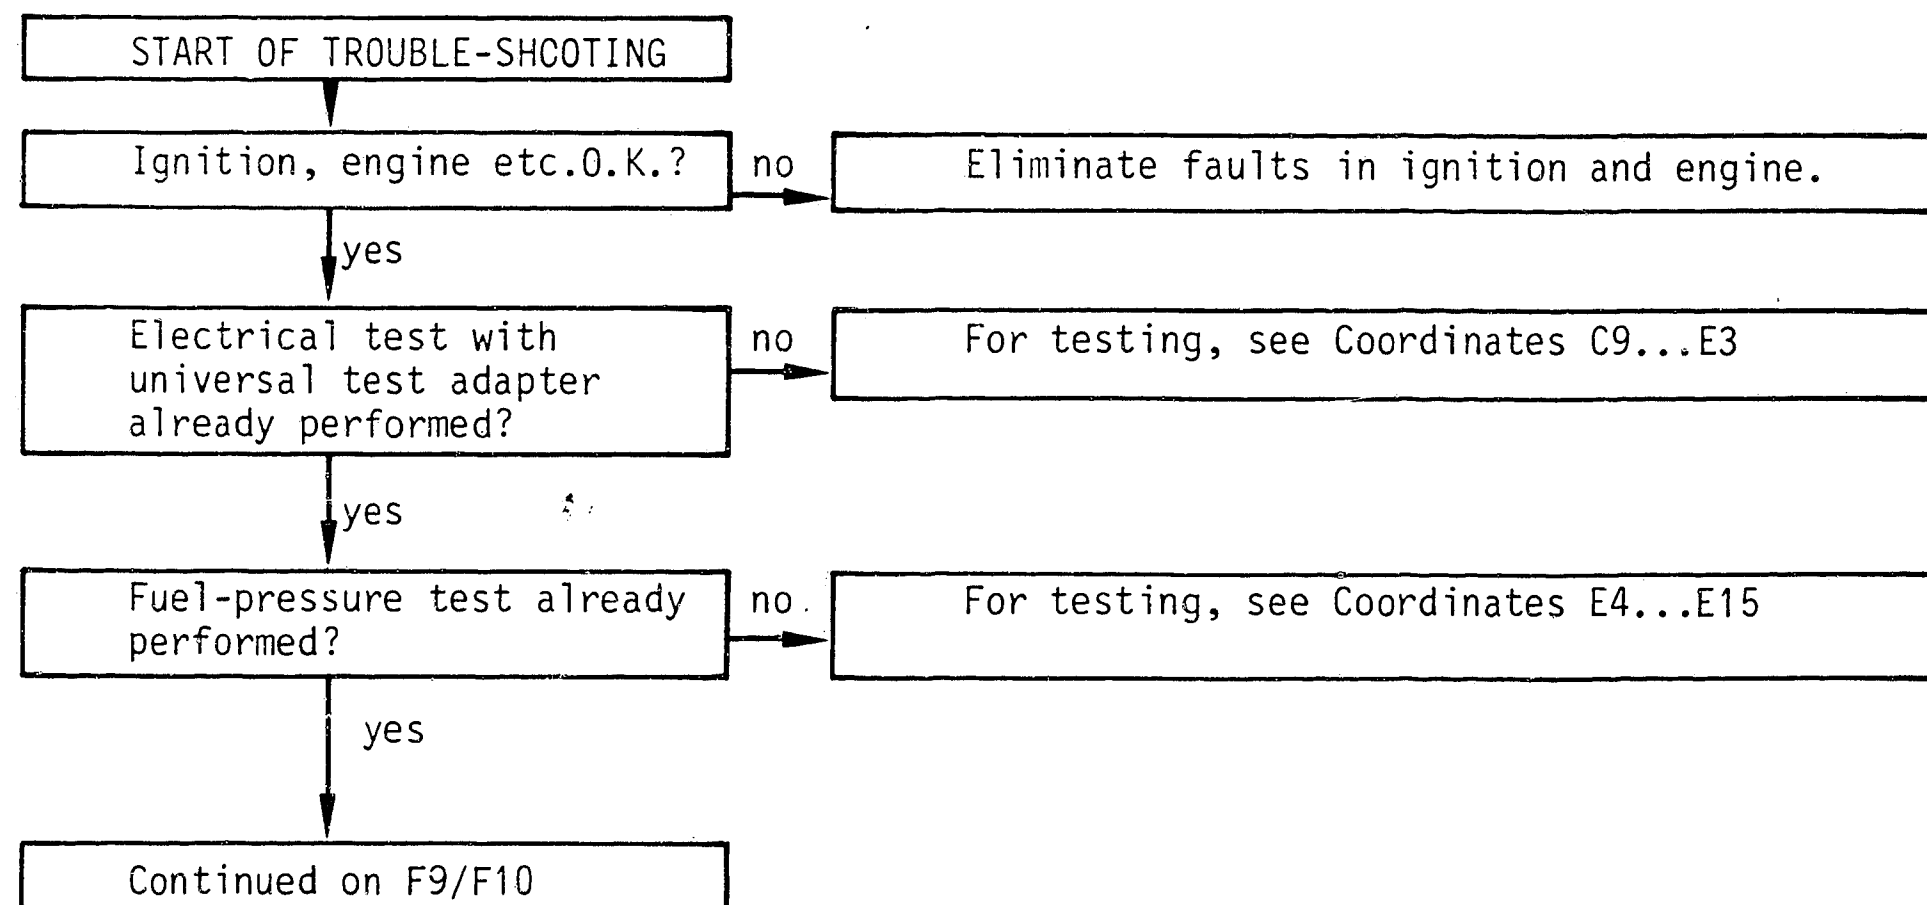 START OF TROUBLE-SHCOTING
Ignition, engine etc.O.K.?
no
Eliminate faults in ignition and engine.
yes
Electrical test with
universal test adapter
already performed?
no
For testing, see Coordinates C9...E3
yes
Fuel-pressure test already
performed?
no
For testing, see Coordinates E4...E15
yes
Continued on F9/F10